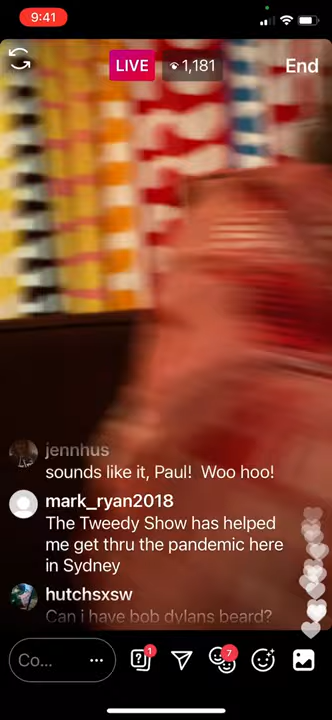 9:41
LIVE 1,181 End
jennhus
sounds like it, Paul! Woo hoo!
mark_ryan2018
The Tweedy Show has helped
me get thru the pandemic here
in Sydney
hutchsxsw
Can i have bob dylans beard?
Co... 1 7